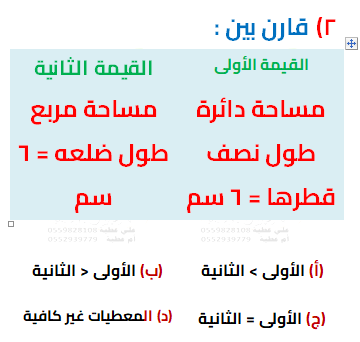 ٢) قارن بين :
القيمة الأولى
القيمة الثانية
مساحة دائرة
طول نصف
قطرها = ٦ سم
مساحة مربع
طول ضلعه = ٦
سم
(أ) الأولى > الثانية
(ب) الأولى < الثانية
(ج) الأولى = الثانية
(د) المعطيات غير كافية